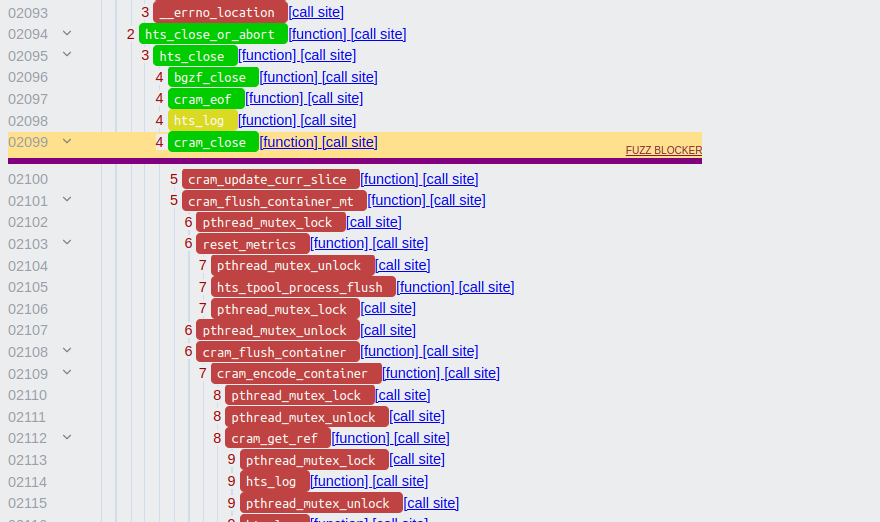 02093 3 __errno_location [call site]
02094 2 hts_close_or_abort [function] [call site]
02095 3 hts_close [function] [call site]
02096 4 bgzf_close [function] [call site]
02097 4 cram_eof [function] [call site]
02098 4 hts_log [function] [call site]
02099 4 cram_close [function] [call site] FUZZ BLOCKER
02100 5 cram_update_curr_slice [function] [call site]
02101 5 cram_flush_container_mt [function] [call site]
02102 6 pthread_mutex_lock [call site]
02103 6 reset_metrics [function] [call site]
02104 7 pthread_mutex_unlock [call site]
02105 7 hts_tpool_process_flush [function] [call site]
02106 7 pthread_mutex_lock [call site]
02107 6 pthread_mutex_unlock [call site]
02108 6 cram_flush_container [function] [call site]
02109 7 cram_encode_container [function] [call site]
02110 8 pthread_mutex_lock [call site]
02111 8 pthread_mutex_unlock [call site]
02112 8 cram_get_ref [function] [call site]
02113 9 pthread_mutex_lock [call site]
02114 9 hts_log [function] [call site]
02115 9 pthread_mutex_unlock [call site]